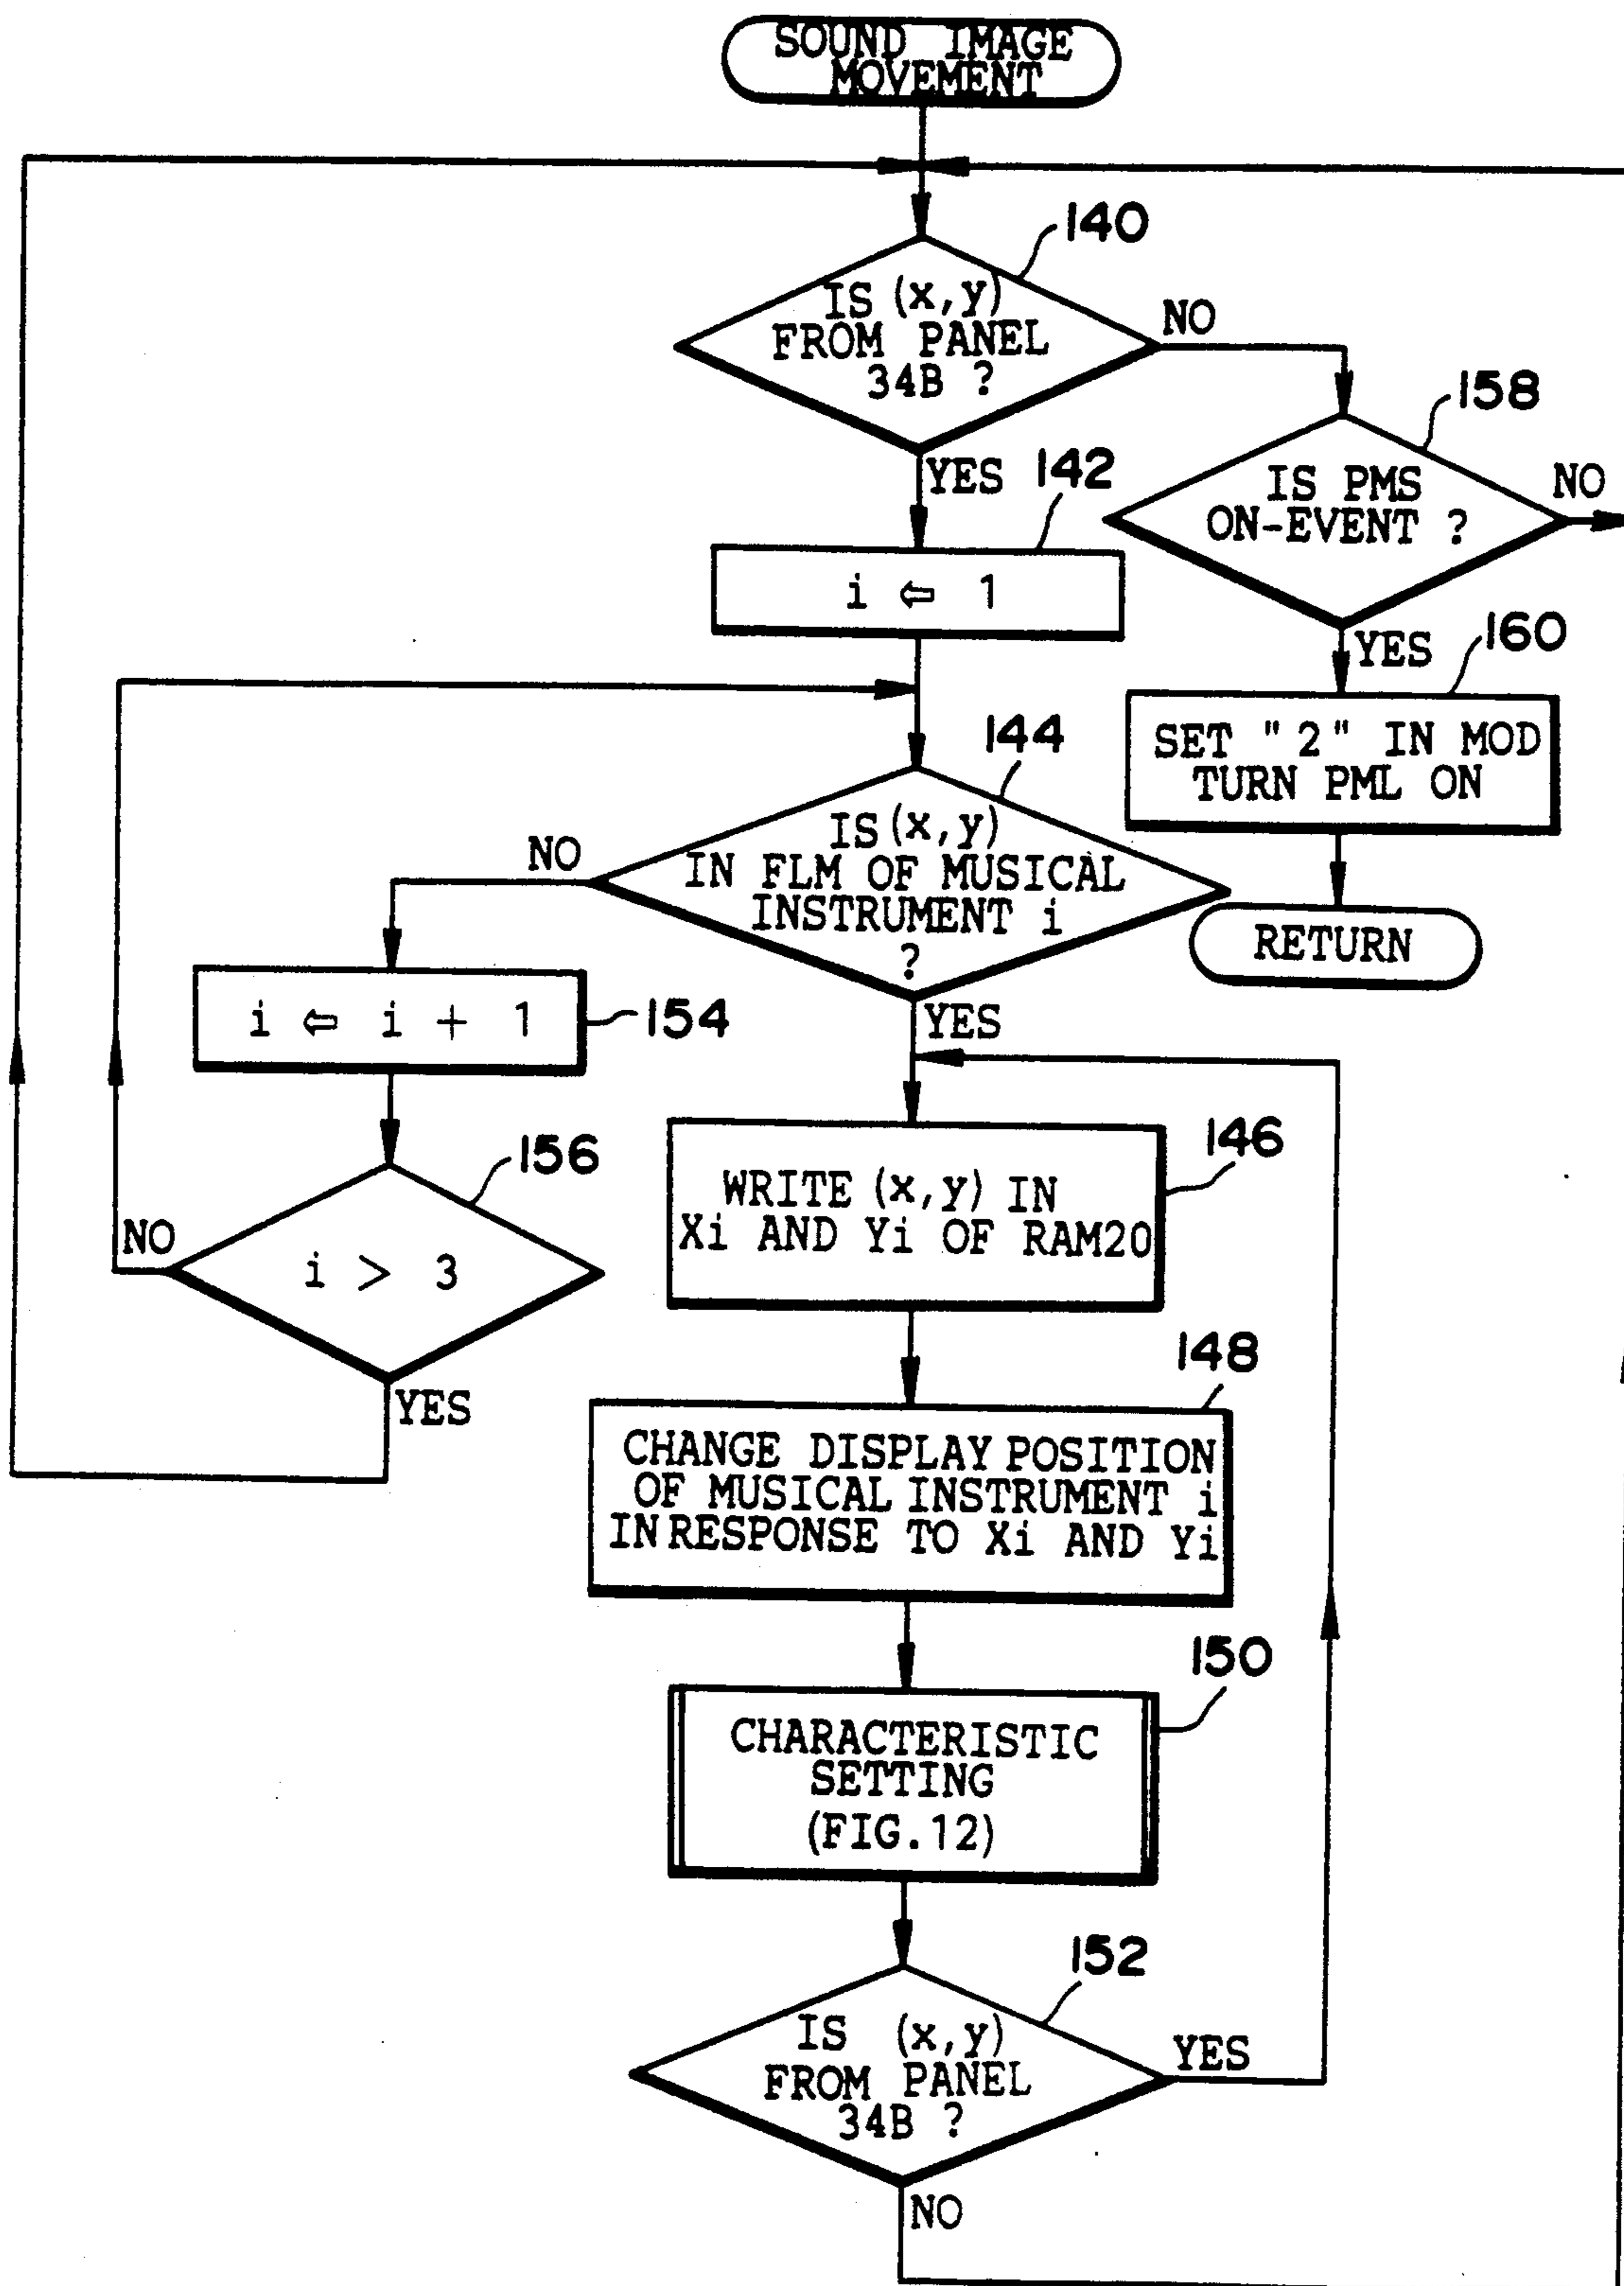 SOUND IMAGE
MOVEMENT
140
IS (x,y)
FROM PANEL
34B ?
NO
YES
158
IS PMS
ON-EVENT ?
NO
YES
142
i ⇐ 1
160
SET "2" IN MOD
TURN PML ON
RETURN
144
IS (x,y)
IN FLM OF MUSICAL
INSTRUMENT i
?
NO
YES
i ⇐ i + 1
154
156
i > 3
NO
YES
146
WRITE (x,y) IN
Xi AND Yi OF RAM20
148
CHANGE DISPLAY POSITION
OF MUSICAL INSTRUMENT i
IN RESPONSE TO Xi AND Yi
150
CHARACTERISTIC
SETTING
(FIG.12)
152
IS (x,y)
FROM PANEL
34B ?
YES
NO